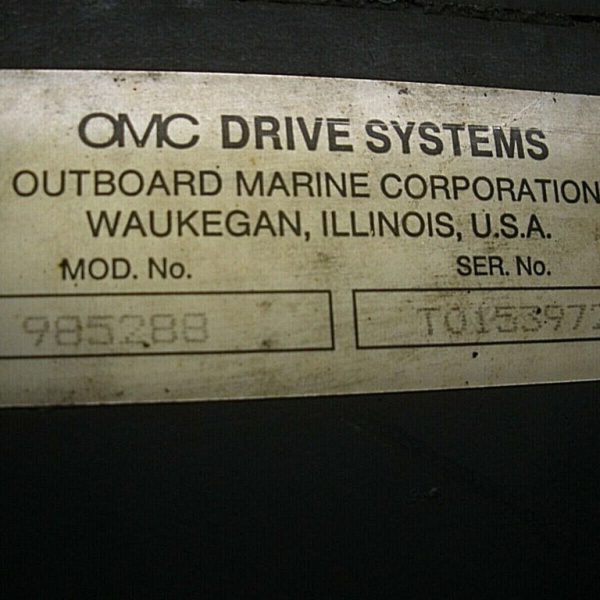 OMC DRIVE SYSTEMS
OUTBOARD MARINE CORPORATION
WAUKEGAN, ILLINOIS, U.S.A.
MOD. No. SER. No.
985288